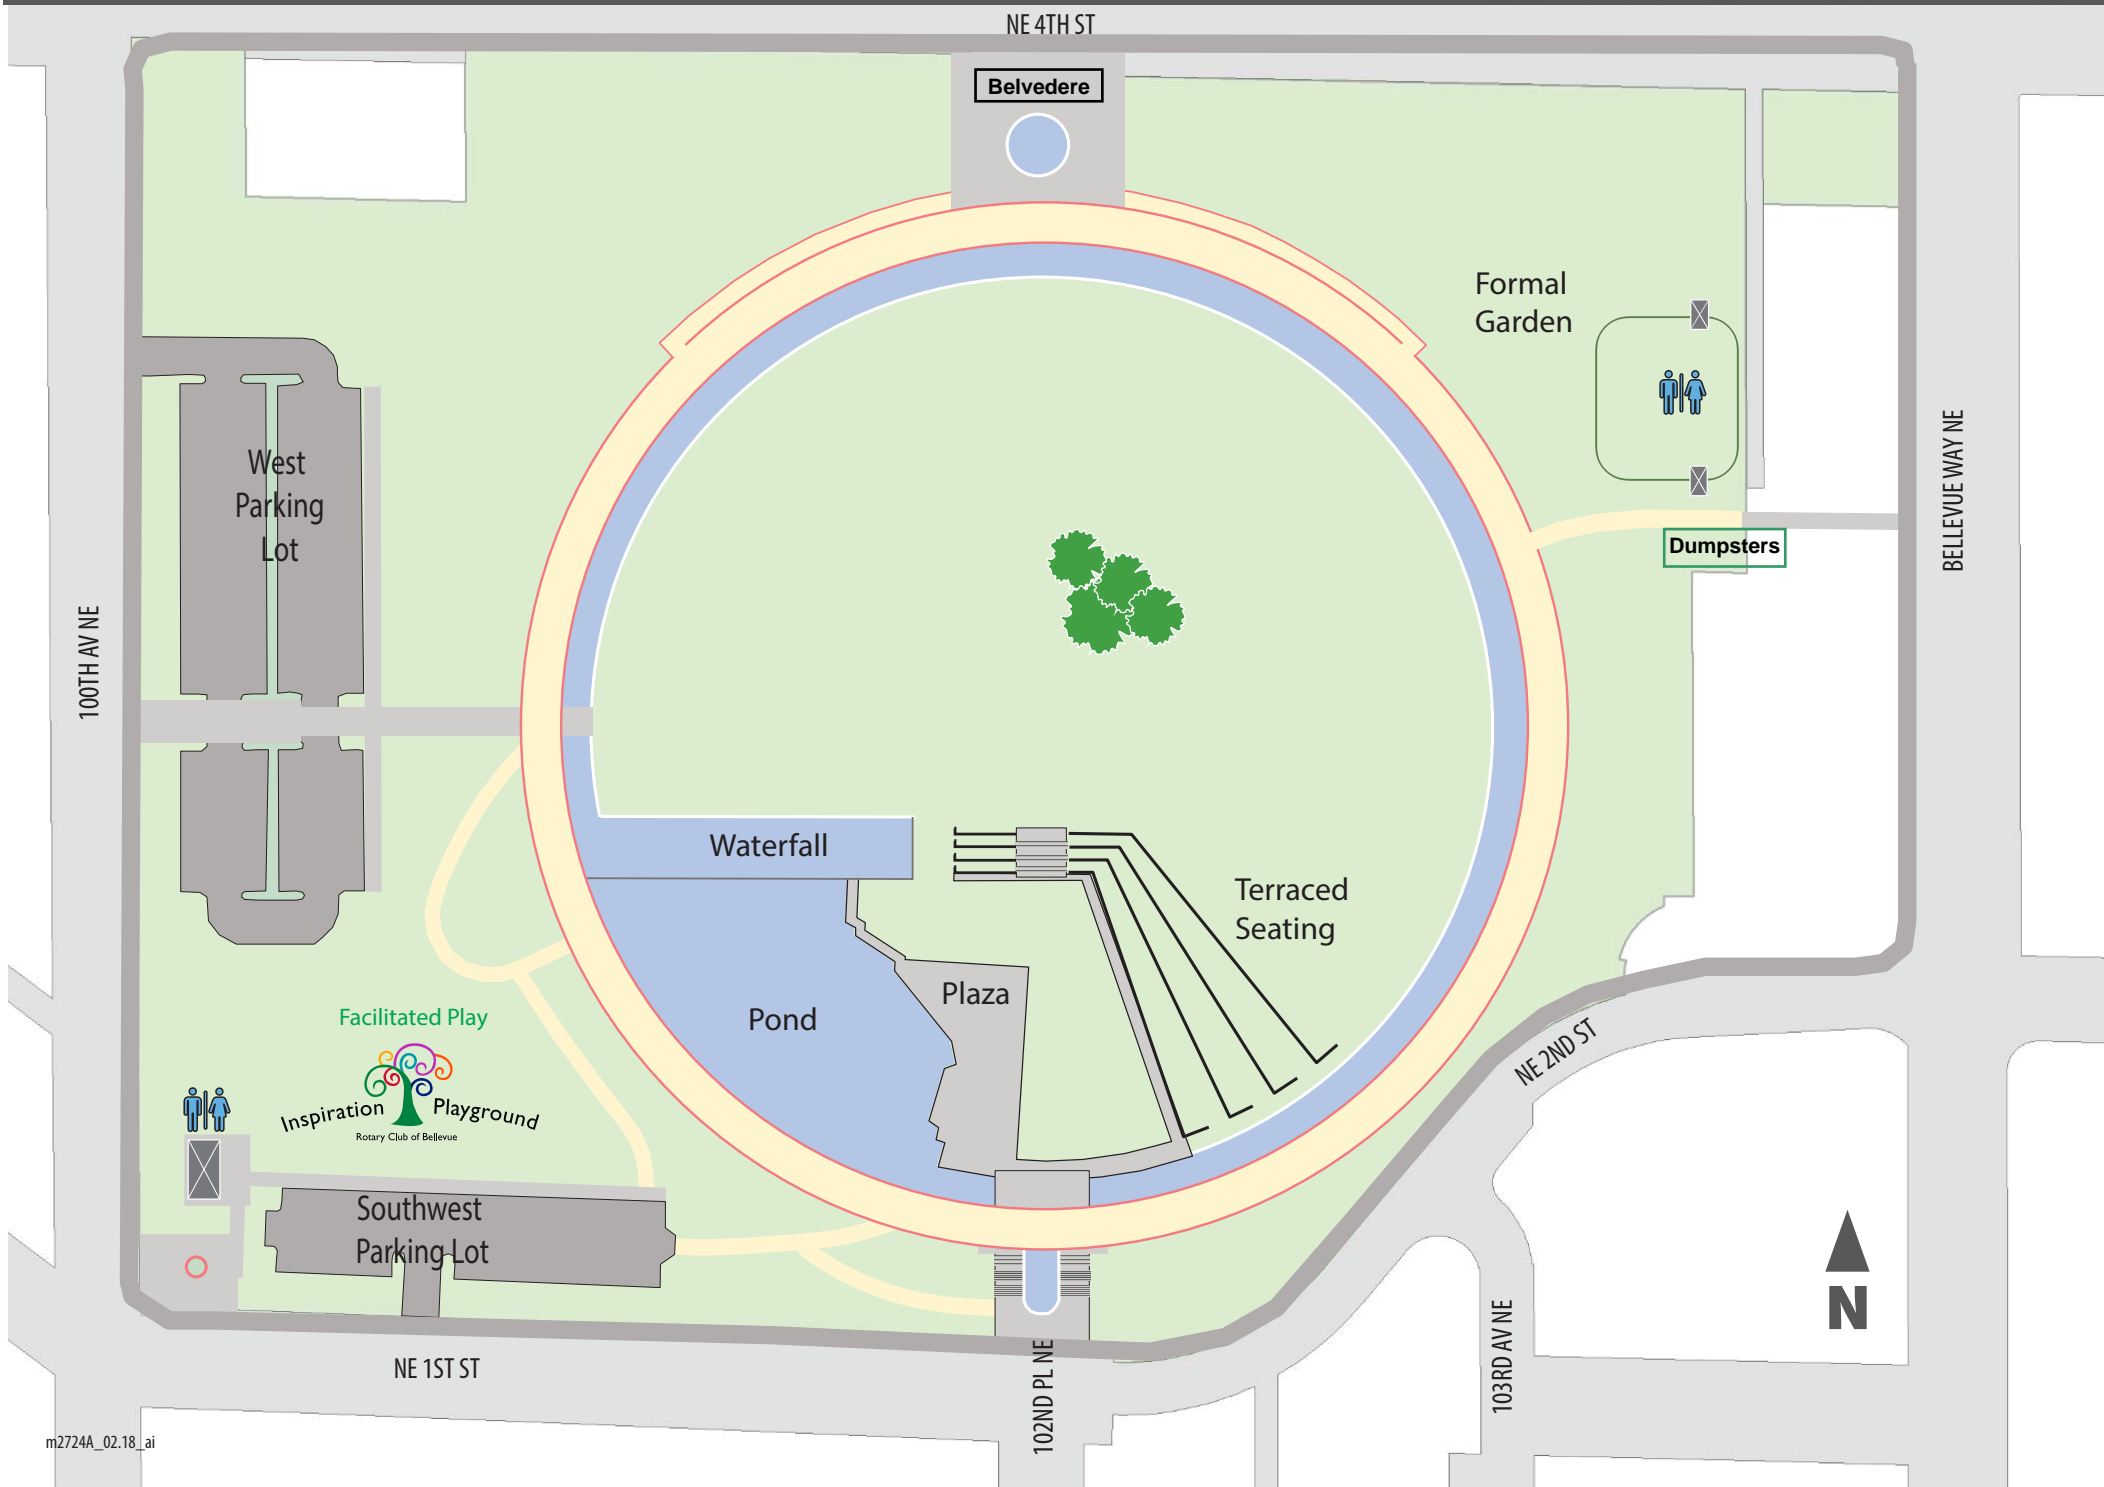 NE 4TH ST
Belvedere
Formal
Garden
West
Parking
Lot
BELLEVUE WAY NE
Dumpsters
100TH AV NE
Waterfall
Terraced
Seating
Plaza
Pond
Facilitated Play
Inspiration Playground
Rotary Club of Bellevue
NE 2ND ST
Southwest
Parking Lot
N
NE 1ST ST
102ND PL NE
103RD AV NE
m2724A_02.18_ai